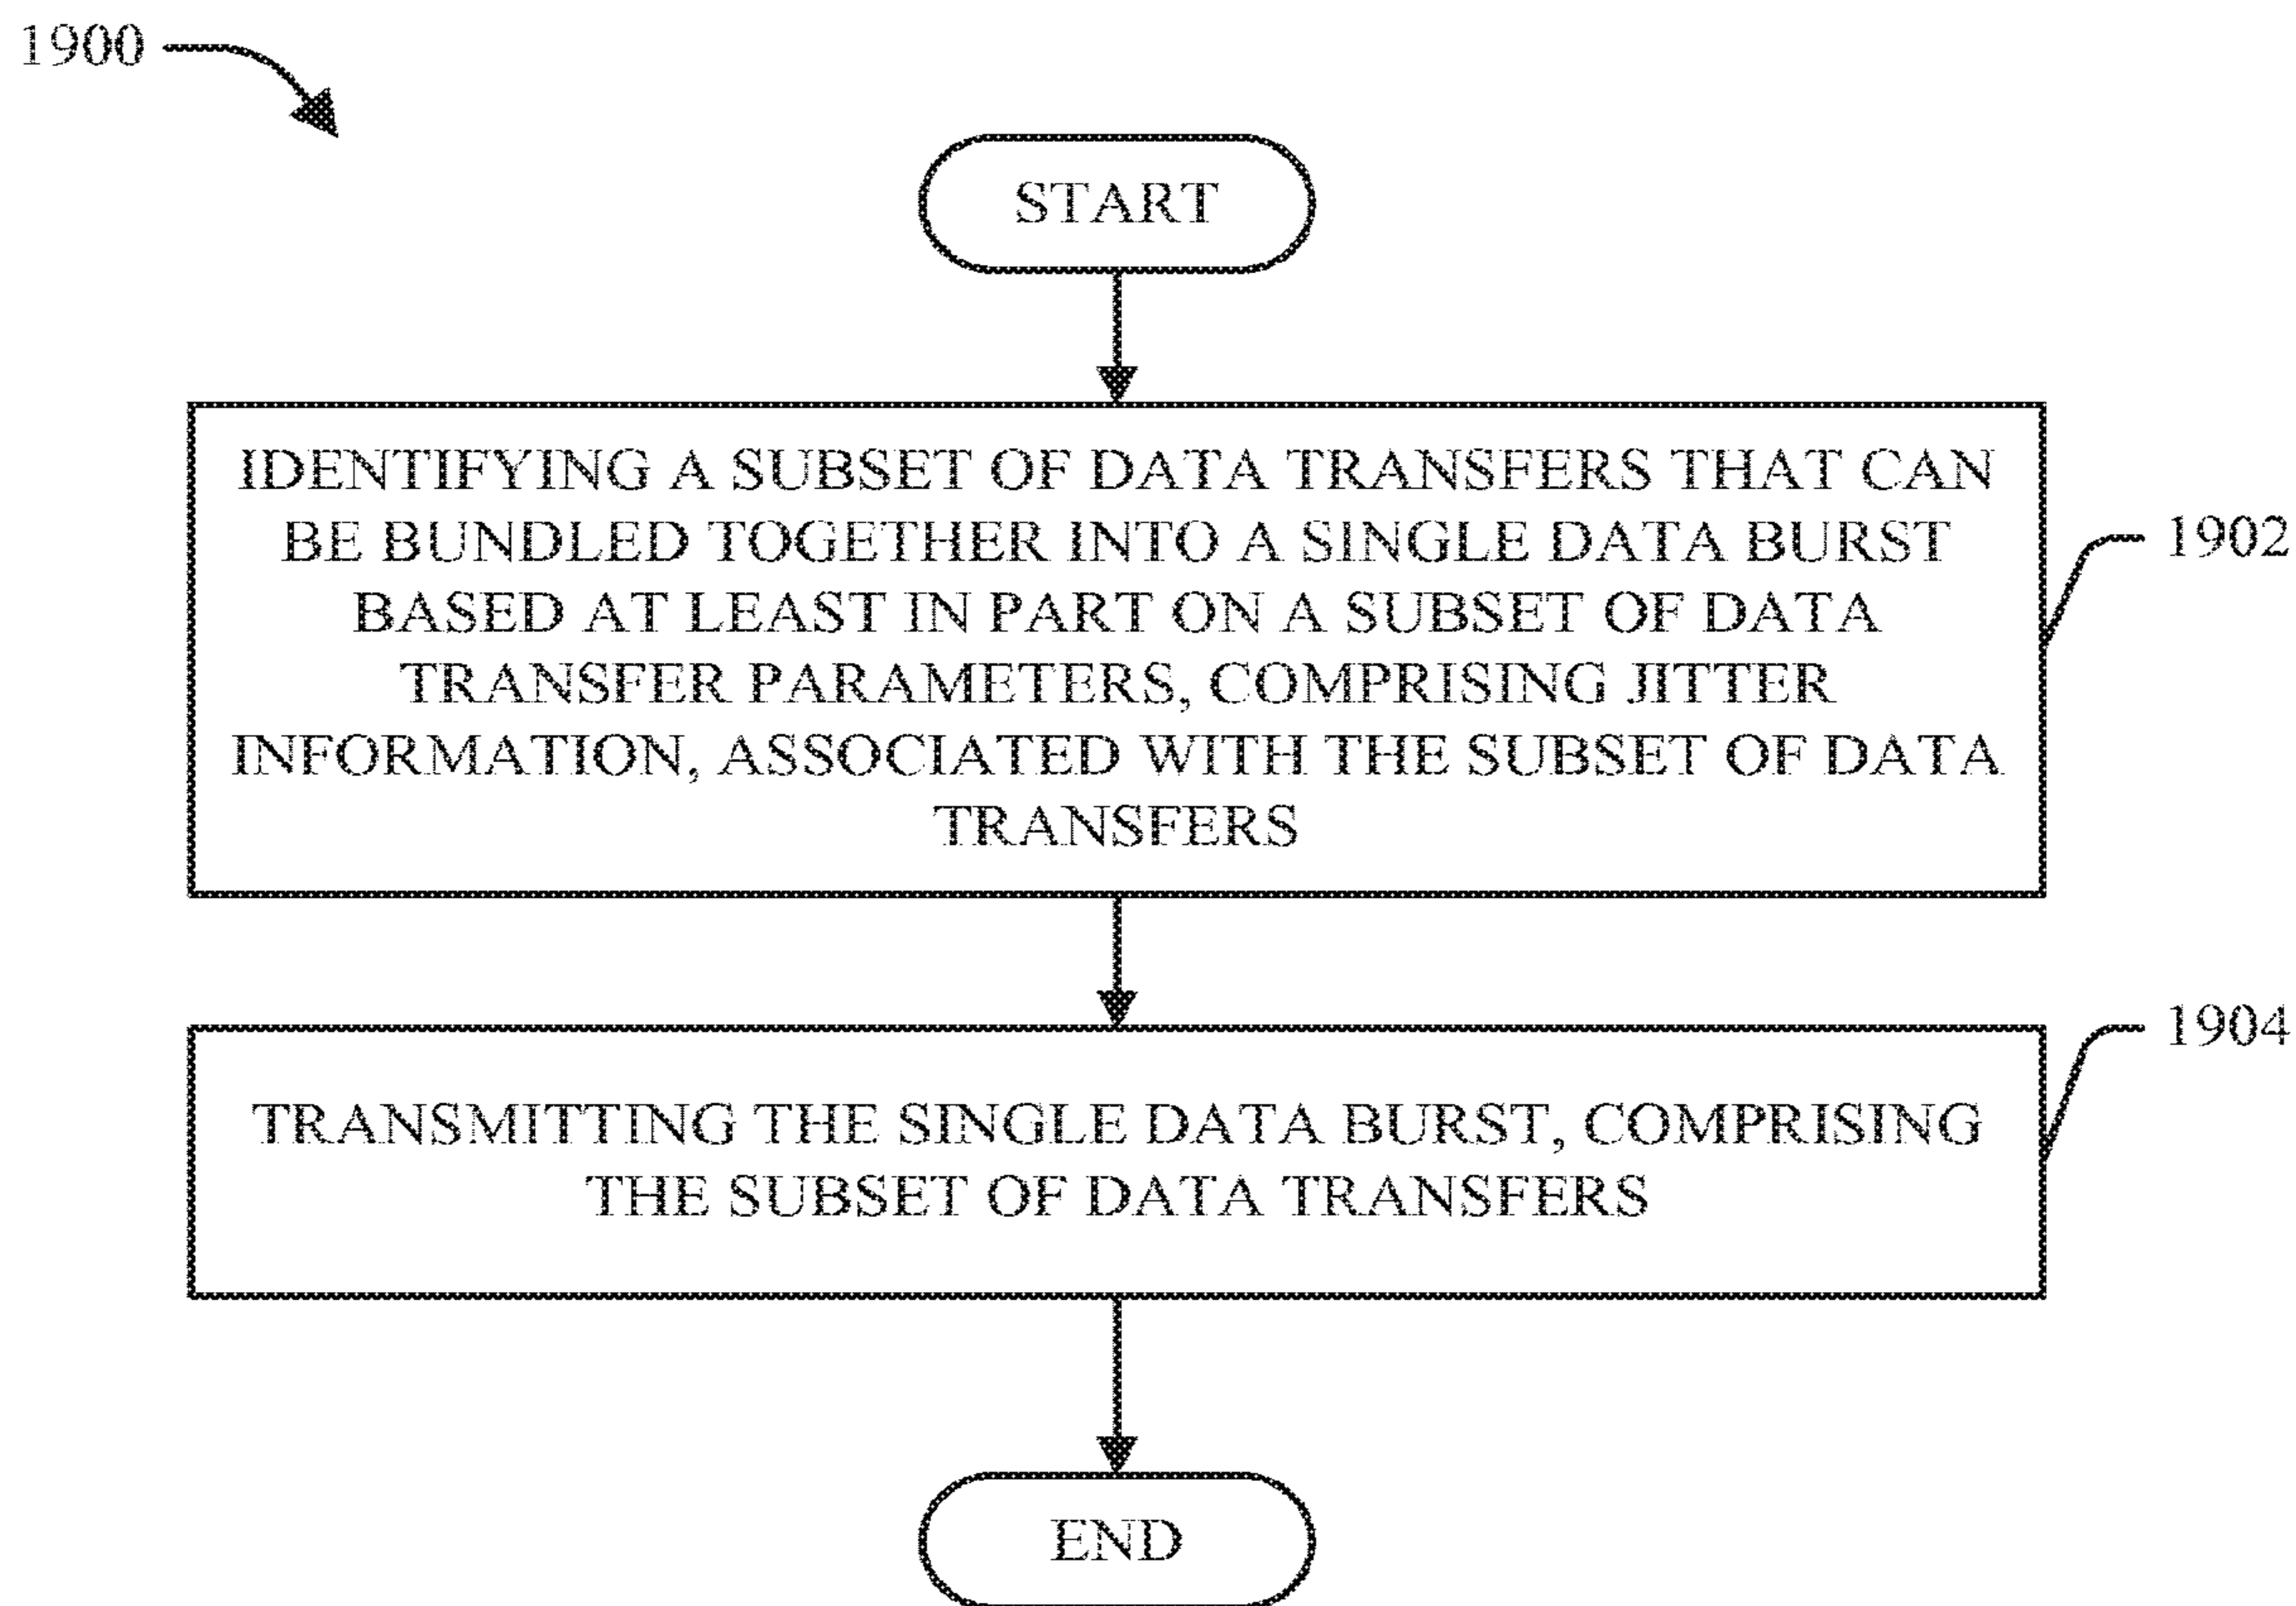 1900
START
IDENTIFYING A SUBSET OF DATA TRANSFERS THAT CAN
BE BUNDLED TOGETHER INTO A SINGLE DATA BURST
BASED AT LEAST IN PART ON A SUBSET OF DATA
TRANSFER PARAMETERS, COMPRISING JITTER
INFORMATION, ASSOCIATED WITH THE SUBSET OF DATA
TRANSFERS
1902
TRANSMITTING THE SINGLE DATA BURST, COMPRISING
THE SUBSET OF DATA TRANSFERS
1904
END